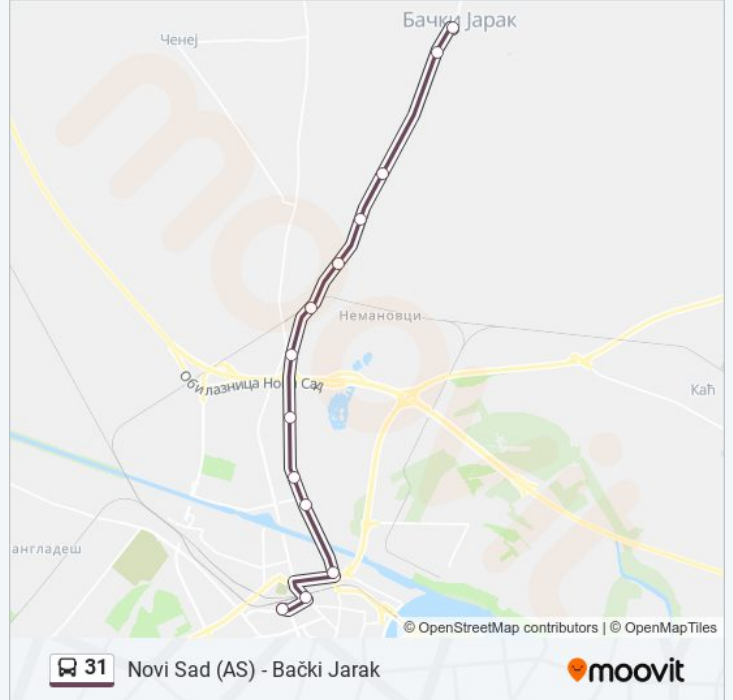 Бачки Јарак
Ченеј
Немановци
Обилазница Нови Сад
Каћ
англадеш
© OpenStreetMap contributors | © OpenMapTiles
31 Novi Sad (AS) - Bački Jarak
moovit
moovit